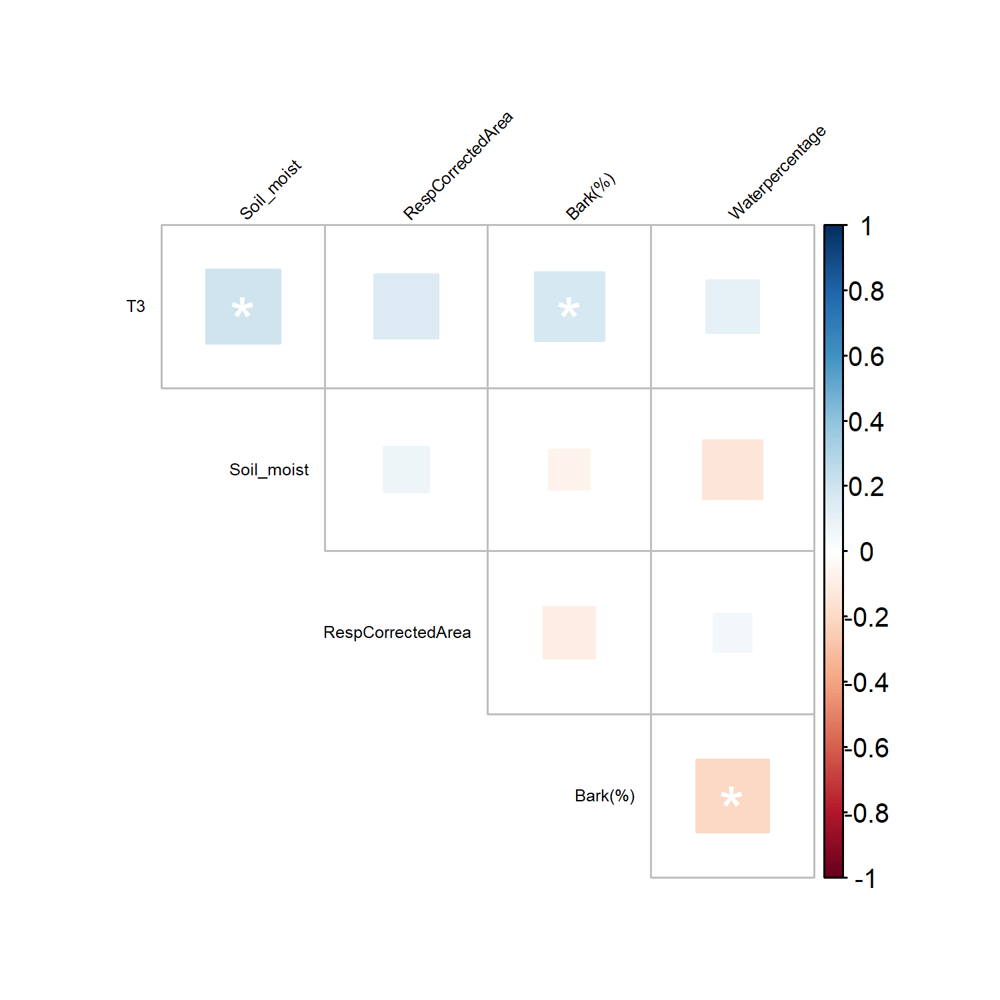 Soil_moist
RespCorrectedArea
Bark(%)
Waterpercentage
T3
*
*
Soil_moist
RespCorrectedArea
Bark(%)
*
1
0.8
0.6
0.4
0.2
0
-0.2
-0.4
-0.6
-0.8
-1